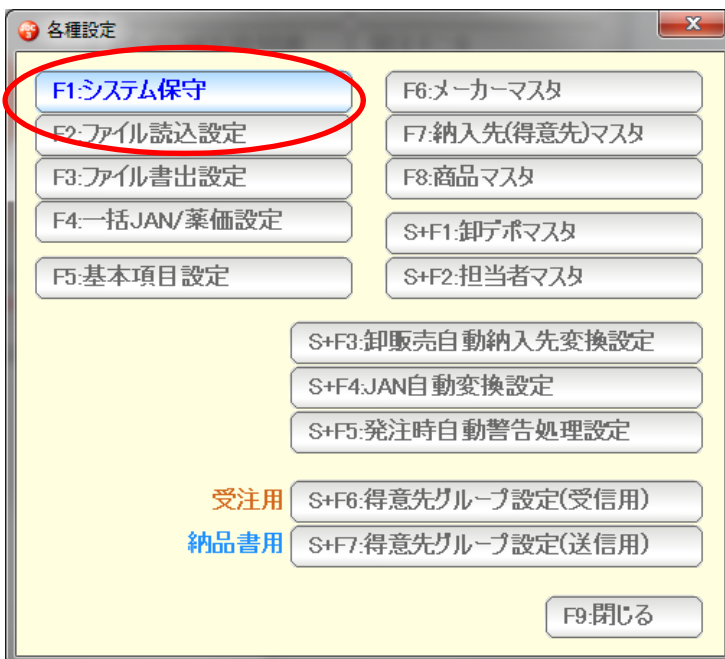 各種設定
F1:システム保守
F2:ファイル読込設定
F3:ファイル書出設定
F4:一括JAN/薬価設定
F5:基本項目設定
F6:メーカーマスタ
F7:納入先(得意先)マスタ
F8:商品マスタ
S+F1:卸デポマスタ
S+F2:担当者マスタ
S+F3:卸販売自動納入先変換設定
S+F4:JAN自動変換設定
S+F5:発注時自動警告処理設定
受注用 S+F6:得意先グループ設定(受信用)
納品書用 S+F7:得意先グループ設定(送信用)
F9:閉じる